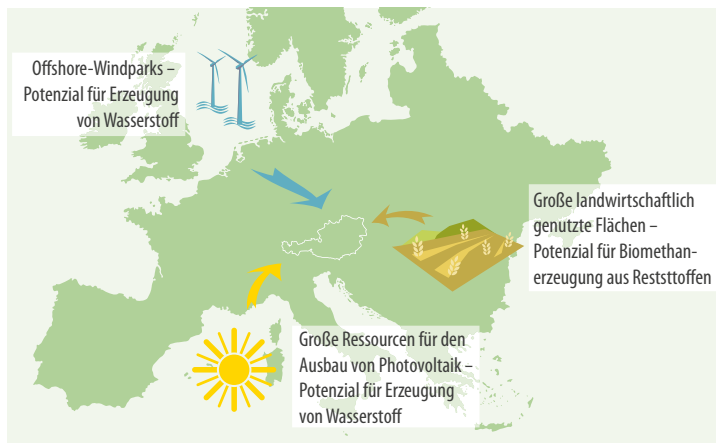 Offshore-Windparks –
Potenzial für Erzeugung
von Wasserstoff
Große landwirtschaftlich
genutzte Flächen –
Potenzial für Biomethan-
erzeugung aus Reststtoffen
Große Ressourcen für den
Ausbau von Photovoltaik –
Potenzial für Erzeugung
von Wasserstoff